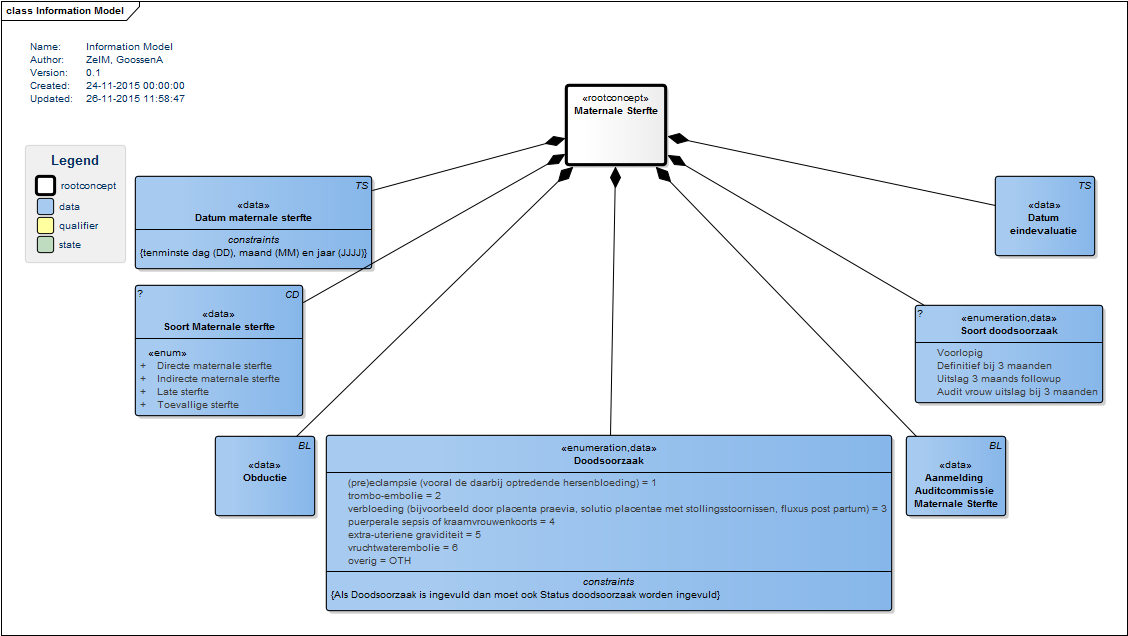 class Information Model
Name: Information Model
Author: ZelM, GoossenA
Version: 0.1
Created: 24-11-2015 00:00:00
Updated: 26-11-2015 11:58:47
Legend
rootconcept
data
qualifier
state
«rootconcept»
Maternale Sterfte
TS
«data»
Datum maternale sterfte
constraints
{tenminste dag (DD), maand (MM) en jaar (JJJJ)}
TS
«data»
Datum
eindevaluatie
? CD
«data»
Soort Maternale sterfte
«enum»
+ Directe maternale sterfte
+ Indirecte maternale sterfte
+ Late sterfte
+ Toevallige sterfte
?
«enumeration,data»
Soort doodsoorzaak
Voorlopig
Definitief bij 3 maanden
Uitslag 3 maands followup
Audit vrouw uitslag bij 3 maanden
BL
«data»
Obductie
«enumeration,data»
Doodsoorzaak
(pre)eclampsie (vooral de daarbij optredende hersenbloeding) = 1
trombo-embolie = 2
verbloeding (bijvoorbeeld door placenta praevia, solutio placentae met stollingsstoornissen, fluxus post partum) = 3
puerperale sepsis of kraamvrouwenkoorts = 4
extra-uteriene graviditeit = 5
vruchtwaterembolie = 6
overig = OTH
constraints
{Als Doodsoorzaak is ingevuld dan moet ook Status doodsoorzaak worden ingevuld}
BL
«data»
Aanmelding
Auditcommissie
Maternale Sterfte